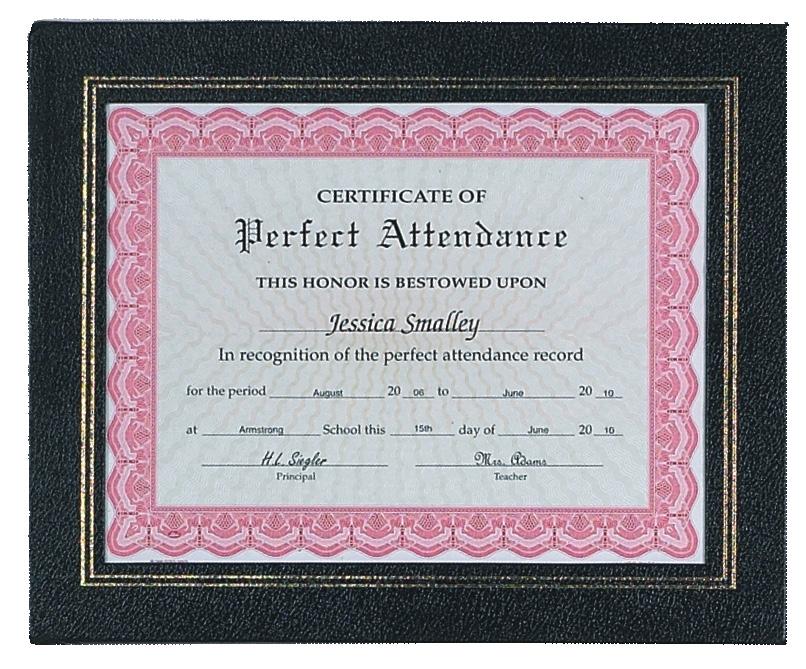 CERTIFICATE OF
Perfect Attendance
THIS HONOR IS BESTOWED UPON
Jessica Smalley
In recognition of the perfect attendance record
for the period August 20 06 to June 20 10
at Armstrong School this 15th day of June 20 10
H.L. Siegler Mrs. Adams
Principal Teacher